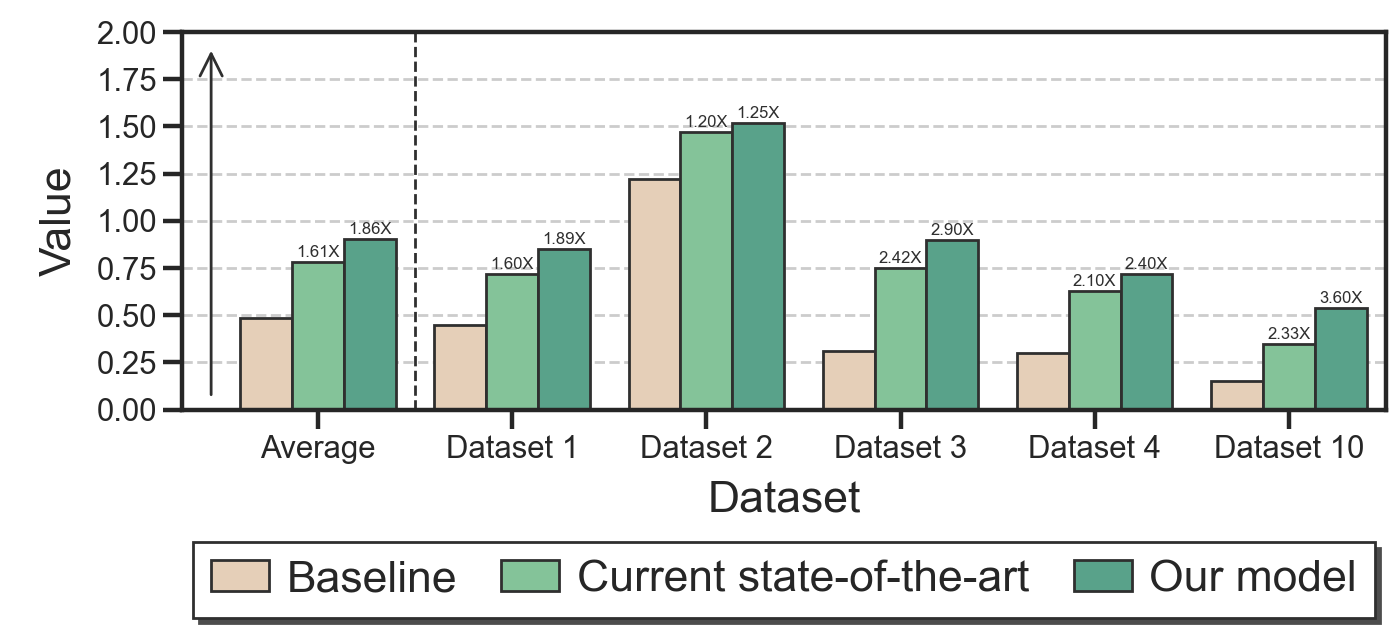 2.00
1.75
1.50
1.25
1.00
0.75
0.50
0.25
0.00
Value
1.61X
1.86X
1.60X
1.89X
1.20X
1.25X
2.42X
2.90X
2.10X
2.40X
2.33X
3.60X
Average
Dataset 1
Dataset 2
Dataset 3
Dataset 4
Dataset 10
Dataset
Baseline
Current state-of-the-art
Our model